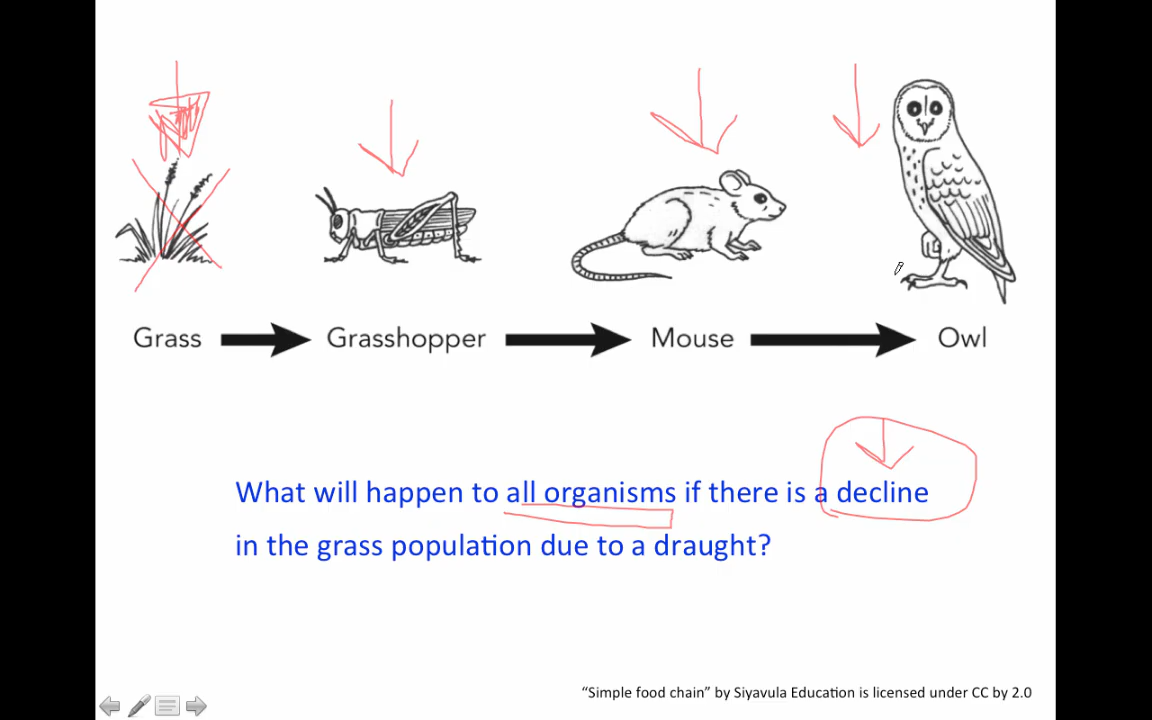 Grass Grasshopper Mouse Owl
What will happen to all organisms if there is a decline
in the grass population due to a draught?
“Simple food chain” by Siyavula Education is licensed under CC by 2.0